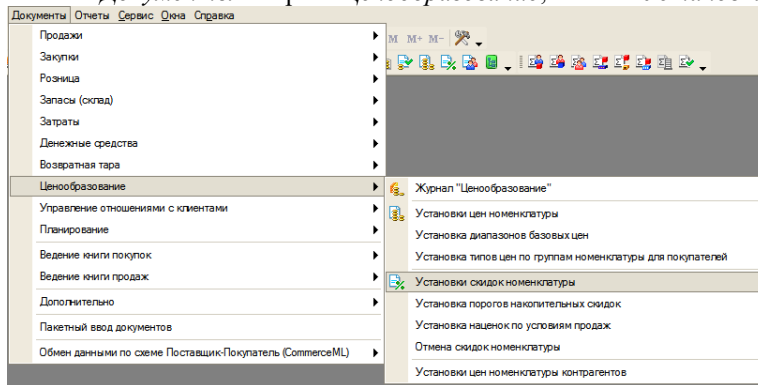 Документы Отчеты Сервис Окна Справка
M M+ M-
Продажи
Закупки
Розница
Запасы (склад)
Затраты
Денежные средства
Возвратная тара
Ценообразование
Управление отношениями с клиентами
Планирование
Ведение книги покупок
Ведение книги продаж
Дополнительно
Пакетный ввод документов
Обмен данными по схеме Поставщик-Покупатель (CommerceML)
Журнал "Ценообразование"
Установки цен номенклатуры
Установка диапазонов базовых цен
Установка типов цен по группам номенклатуры для покупателей
Установки скидок номенклатуры
Установка порогов накопительных скидок
Установка наценок по условиям продаж
Отмена скидок номенклатуры
Установки цен номенклатуры контрагентов